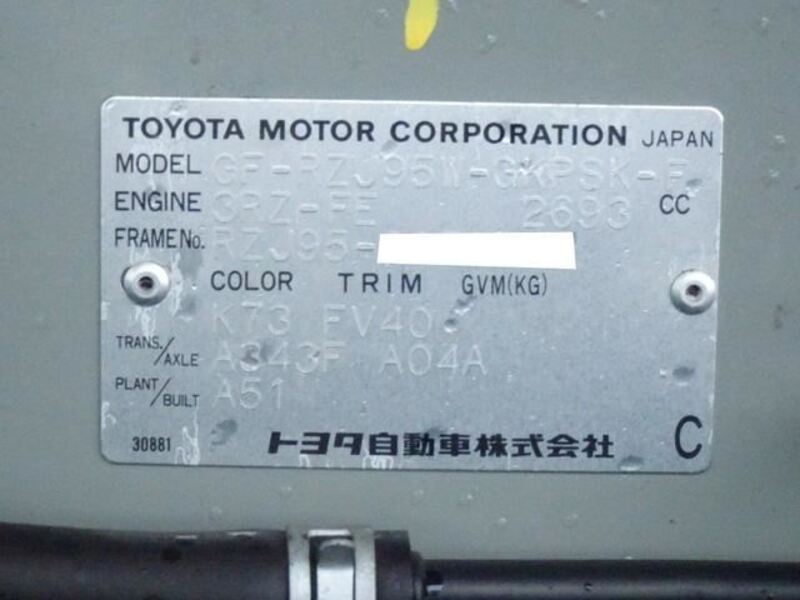 TOYOTA MOTOR CORPORATION JAPAN
MODEL GF-RZJ95W-GKPSK-F
ENGINE 3RZ-FE 2693 CC
FRAME No. RZJ95-
COLOR TRIM GVM(KG)
K73 FV40
TRANS./AXLE A343F A04A
PLANT/BUILT A51
30881 トヨタ自動車株式会社 C